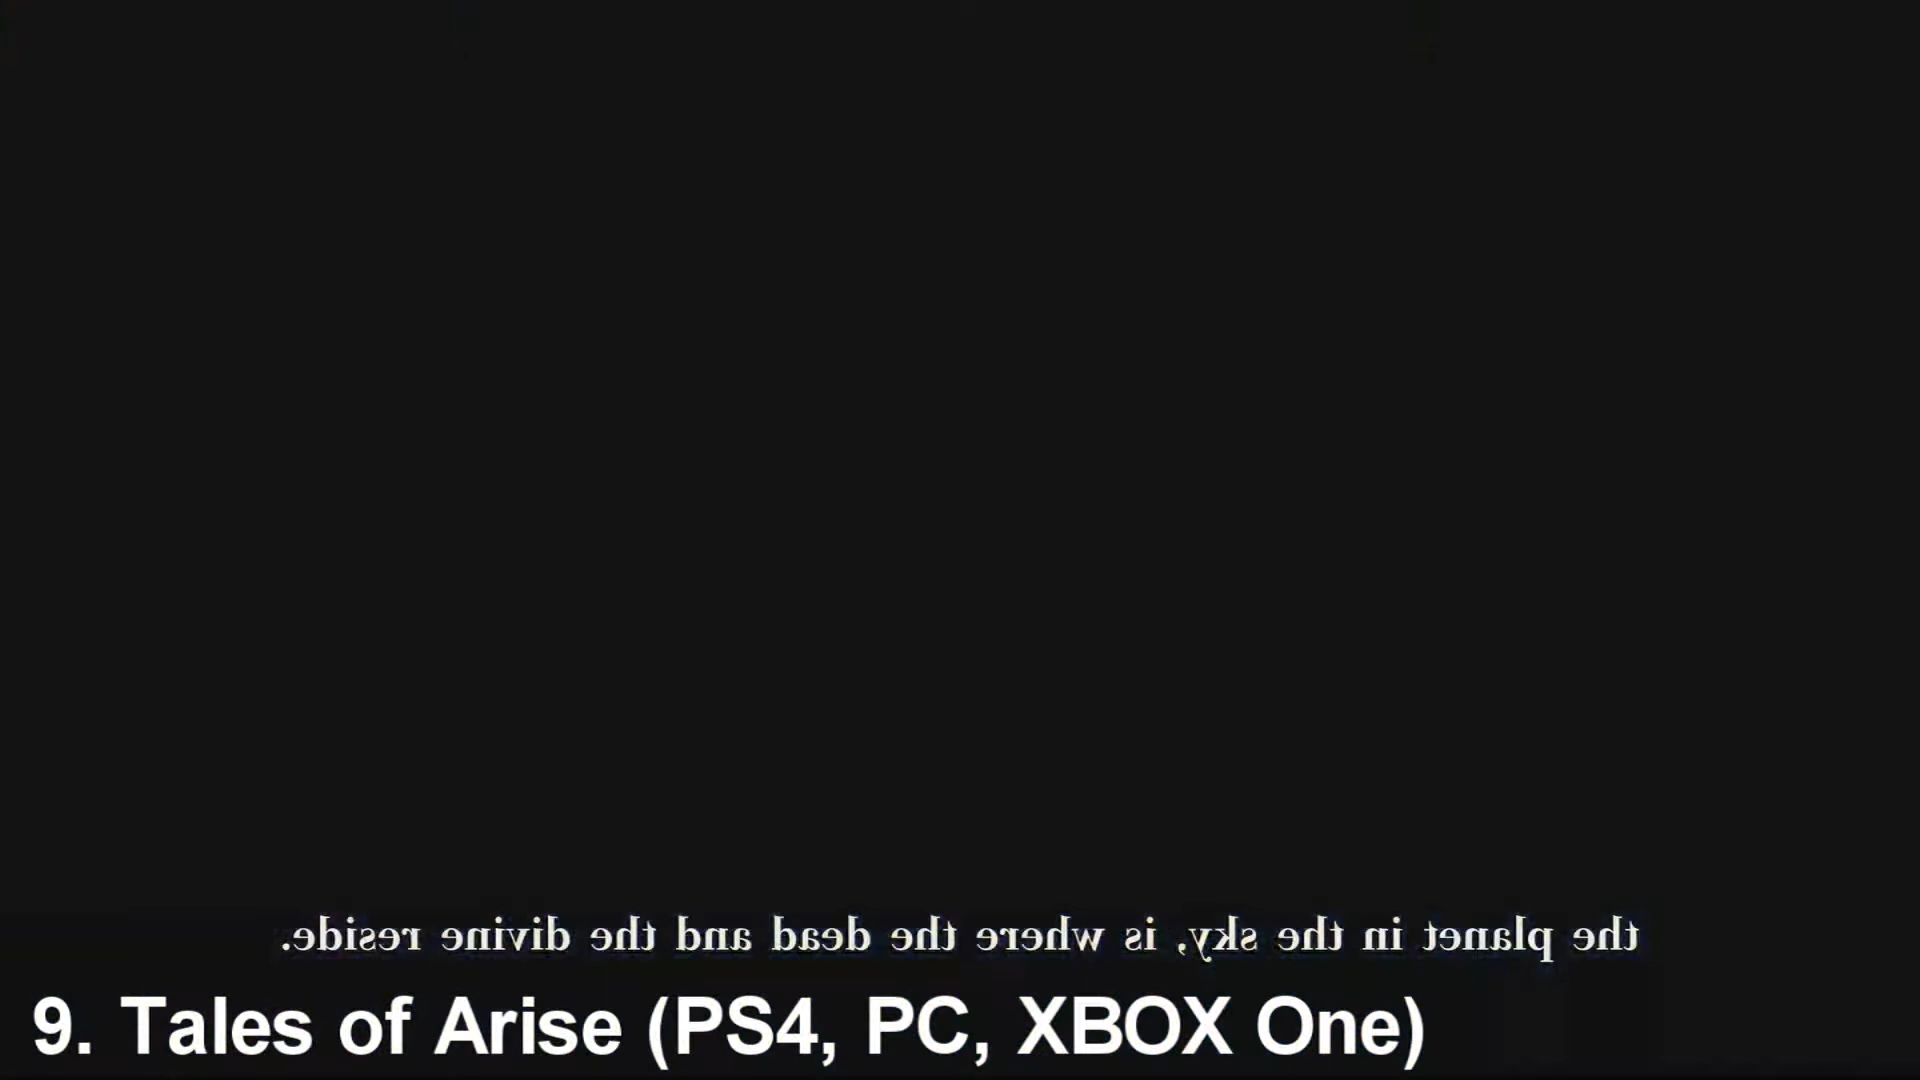 the planet in the sky, is where the dead and the divine reside.
9. Tales of Arise (PS4, PC, XBOX One)